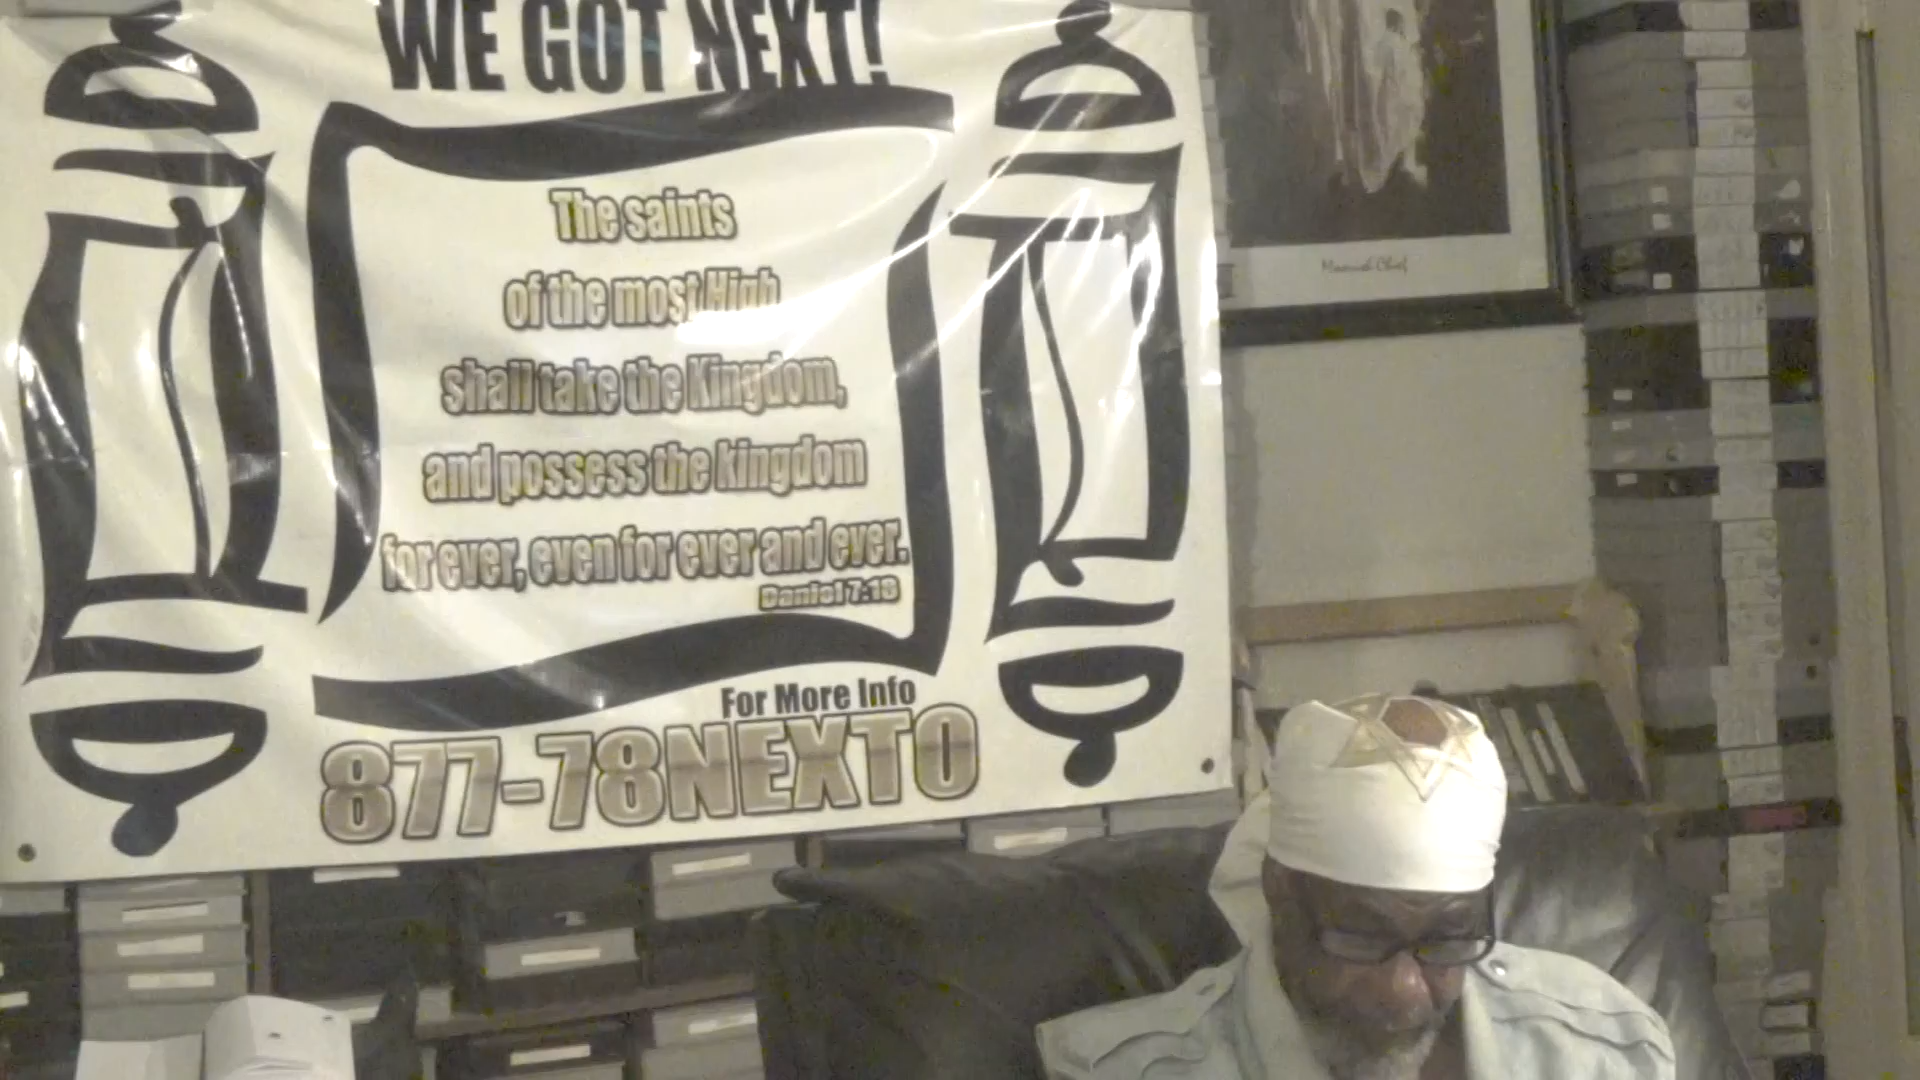 WE GOT NEXT!
The saints
of the most High
shall take the Kingdom,
and possess the kingdom
for ever, even for ever and ever.
Daniel 7:18
For More Info
877-78NEXTO